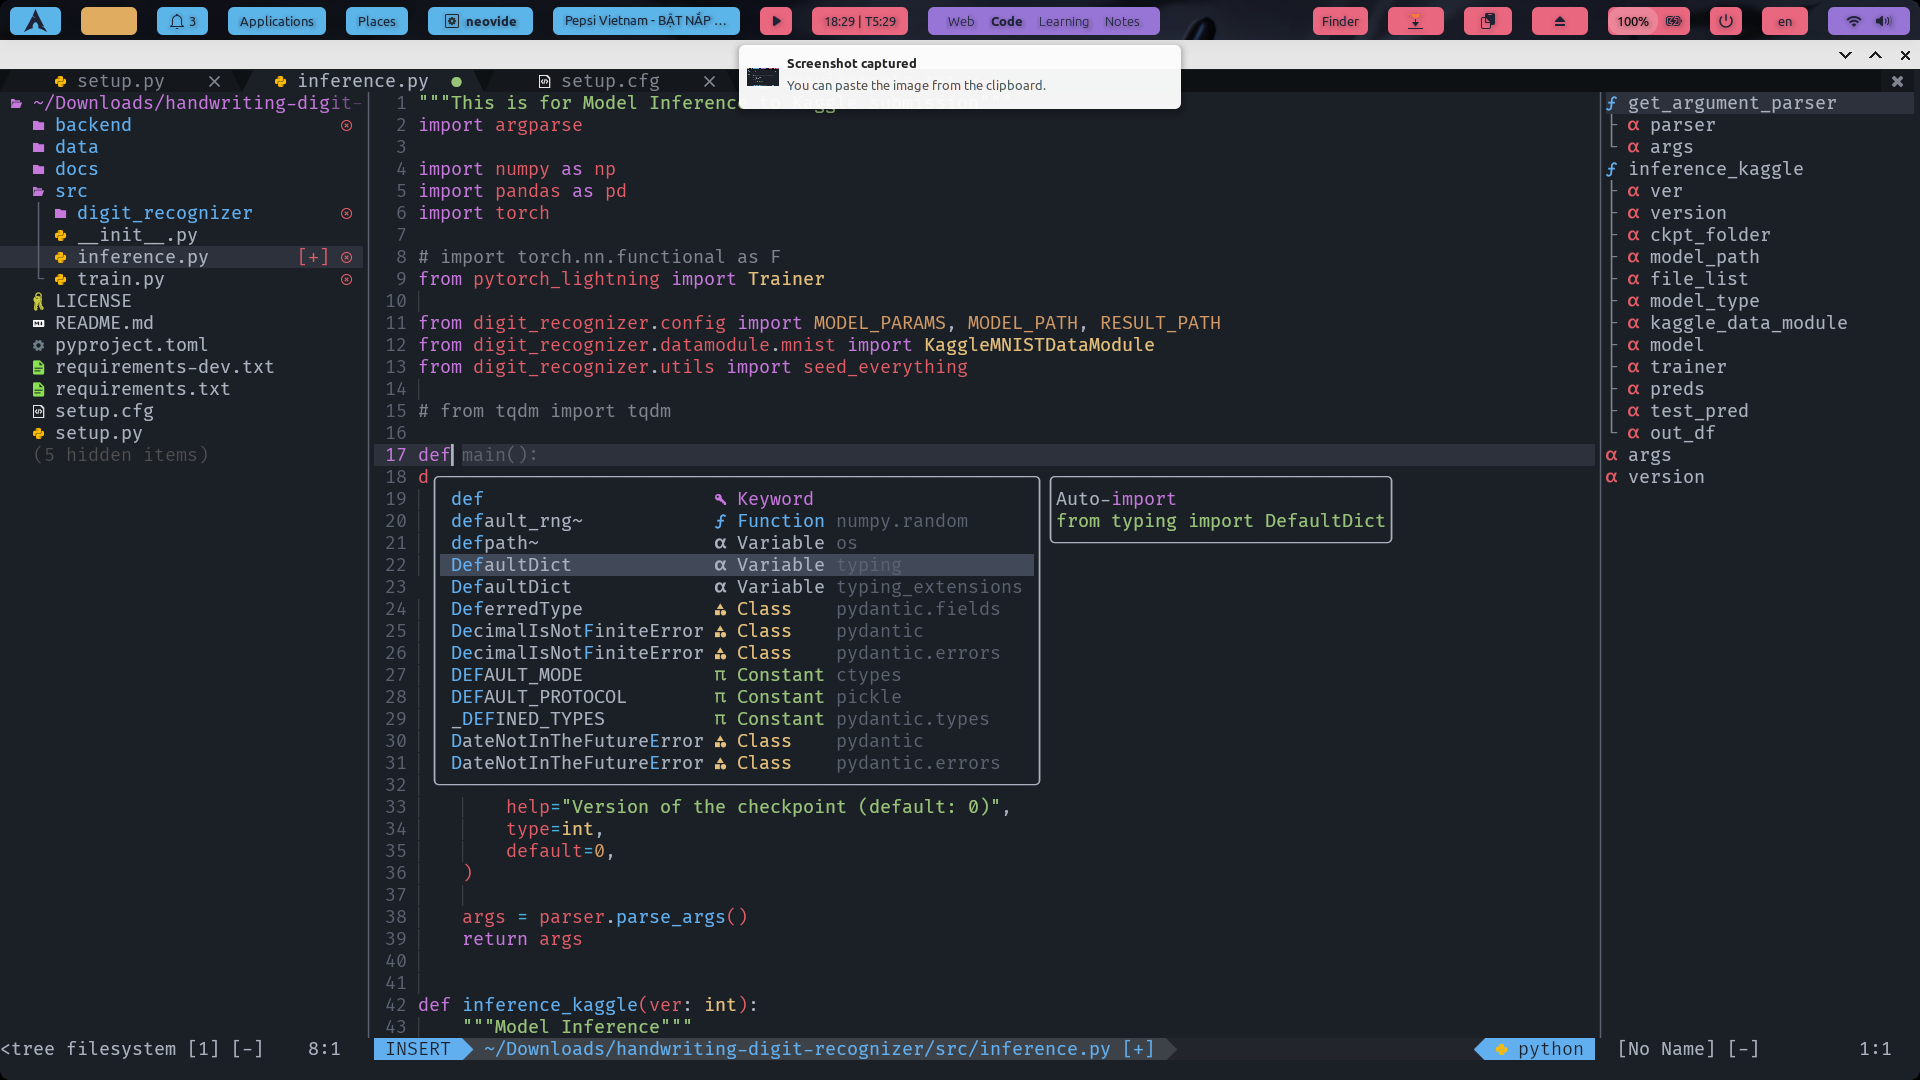 3
Applications
Places
neovide
Pepsi Vietnam - BẬT NẮP ...
18:29 | T5:29
Web Code Learning Notes
Finder
100%
en
Screenshot captured
You can paste the image from the clipboard.
setup.py
inference.py
setup.cfg
~/Downloads/handwriting-digit-
backend
data
docs
src
digit_recognizer
__init__.py
inference.py [+]
train.py
LICENSE
README.md
pyproject.toml
requirements-dev.txt
requirements.txt
setup.cfg
setup.py
(5 hidden items)
1 """This is for Model Inference
2 import argparse
3
4 import numpy as np
5 import pandas as pd
6 import torch
7
8 # import torch.nn.functional as F
9 from pytorch_lightning import Trainer
10
11 from digit_recognizer.config import MODEL_PARAMS, MODEL_PATH, RESULT_PATH
12 from digit_recognizer.datamodule.mnist import KaggleMNISTDataModule
13 from digit_recognizer.utils import seed_everything
14
15 # from tqdm import tqdm
16
17 def main():
18 d
19 def Keyword
20 default_rng~ ƒ Function numpy.random
21 defpath~ α Variable os
22 DefaultDict α Variable typing
23 DefaultDict α Variable typing_extensions
24 DeferredType Class pydantic.fields
25 DecimalIsNotFiniteError Class pydantic
26 DecimalIsNotFiniteError Class pydantic.errors
27 DEFAULT_MODE π Constant ctypes
28 DEFAULT_PROTOCOL π Constant pickle
29 _DEFINED_TYPES π Constant pydantic.types
30 DateNotInTheFutureError Class pydantic
31 DateNotInTheFutureError Class pydantic.errors
32
33 help="Version of the checkpoint (default: 0)",
34 type=int,
35 default=0,
36 )
37
38 args = parser.parse_args()
39 return args
40
41
42 def inference_kaggle(ver: int):
43 """Model Inference"""
Auto-import
from typing import DefaultDict
ƒ get_argument_parser
α parser
α args
ƒ inference_kaggle
α ver
α version
α ckpt_folder
α model_path
α file_list
α model_type
α kaggle_data_module
α model
α trainer
α preds
α test_pred
α out_df
α args
α version
<tree filesystem [1] [-] 8:1
INSERT ~/Downloads/handwriting-digit-recognizer/src/inference.py [+]
python
[No Name] [-] 1:1